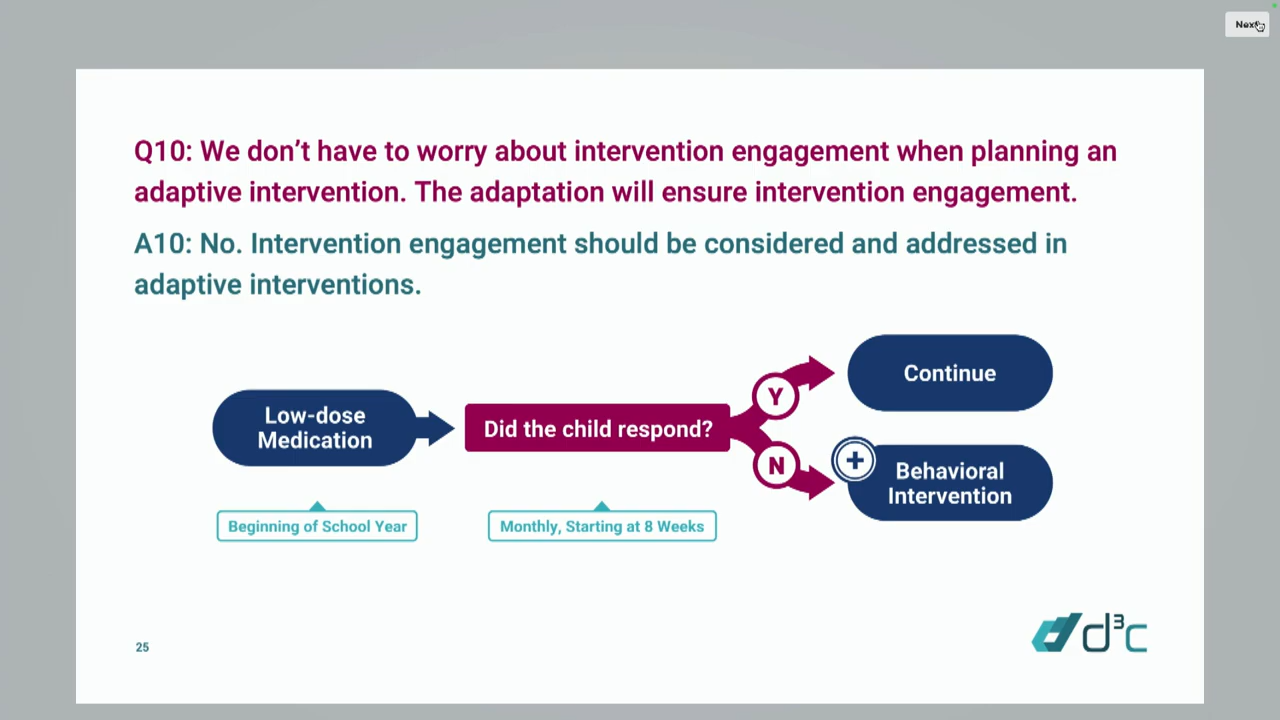 Next
Q10: We don't have to worry about intervention engagement when planning an
adaptive intervention. The adaptation will ensure intervention engagement.
A10: No. Intervention engagement should be considered and addressed in
adaptive interventions.
Low-dose
Medication
Did the child respond?
Y
N
Continue
+
Behavioral
Intervention
Beginning of School Year
Monthly, Starting at 8 Weeks
25
d³c